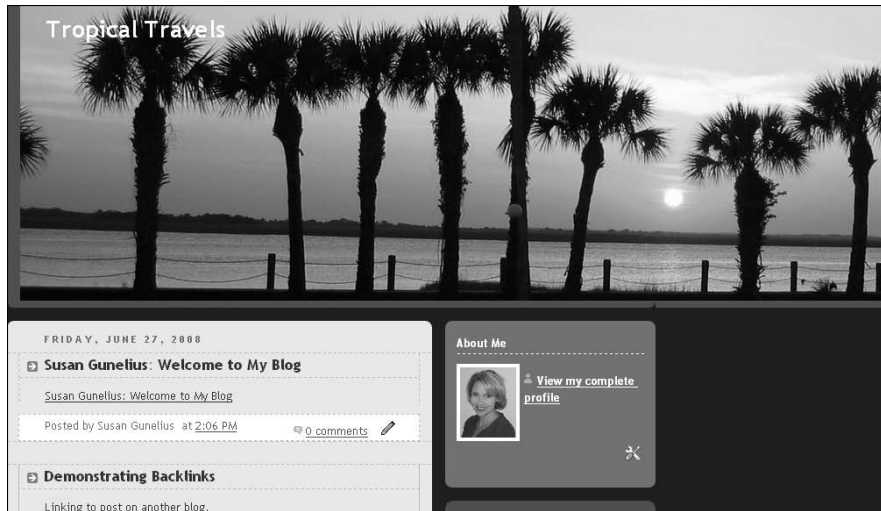 Tropical Travels
FRIDAY, JUNE 27, 2008
Susan Gunelius: Welcome to My Blog
Susan Gunelius: Welcome to My Blog
Posted by Susan Gunelius at 2:06 PM
0 comments
Demonstrating Backlinks
Linking to post on another blog.
About Me
View my complete
profile